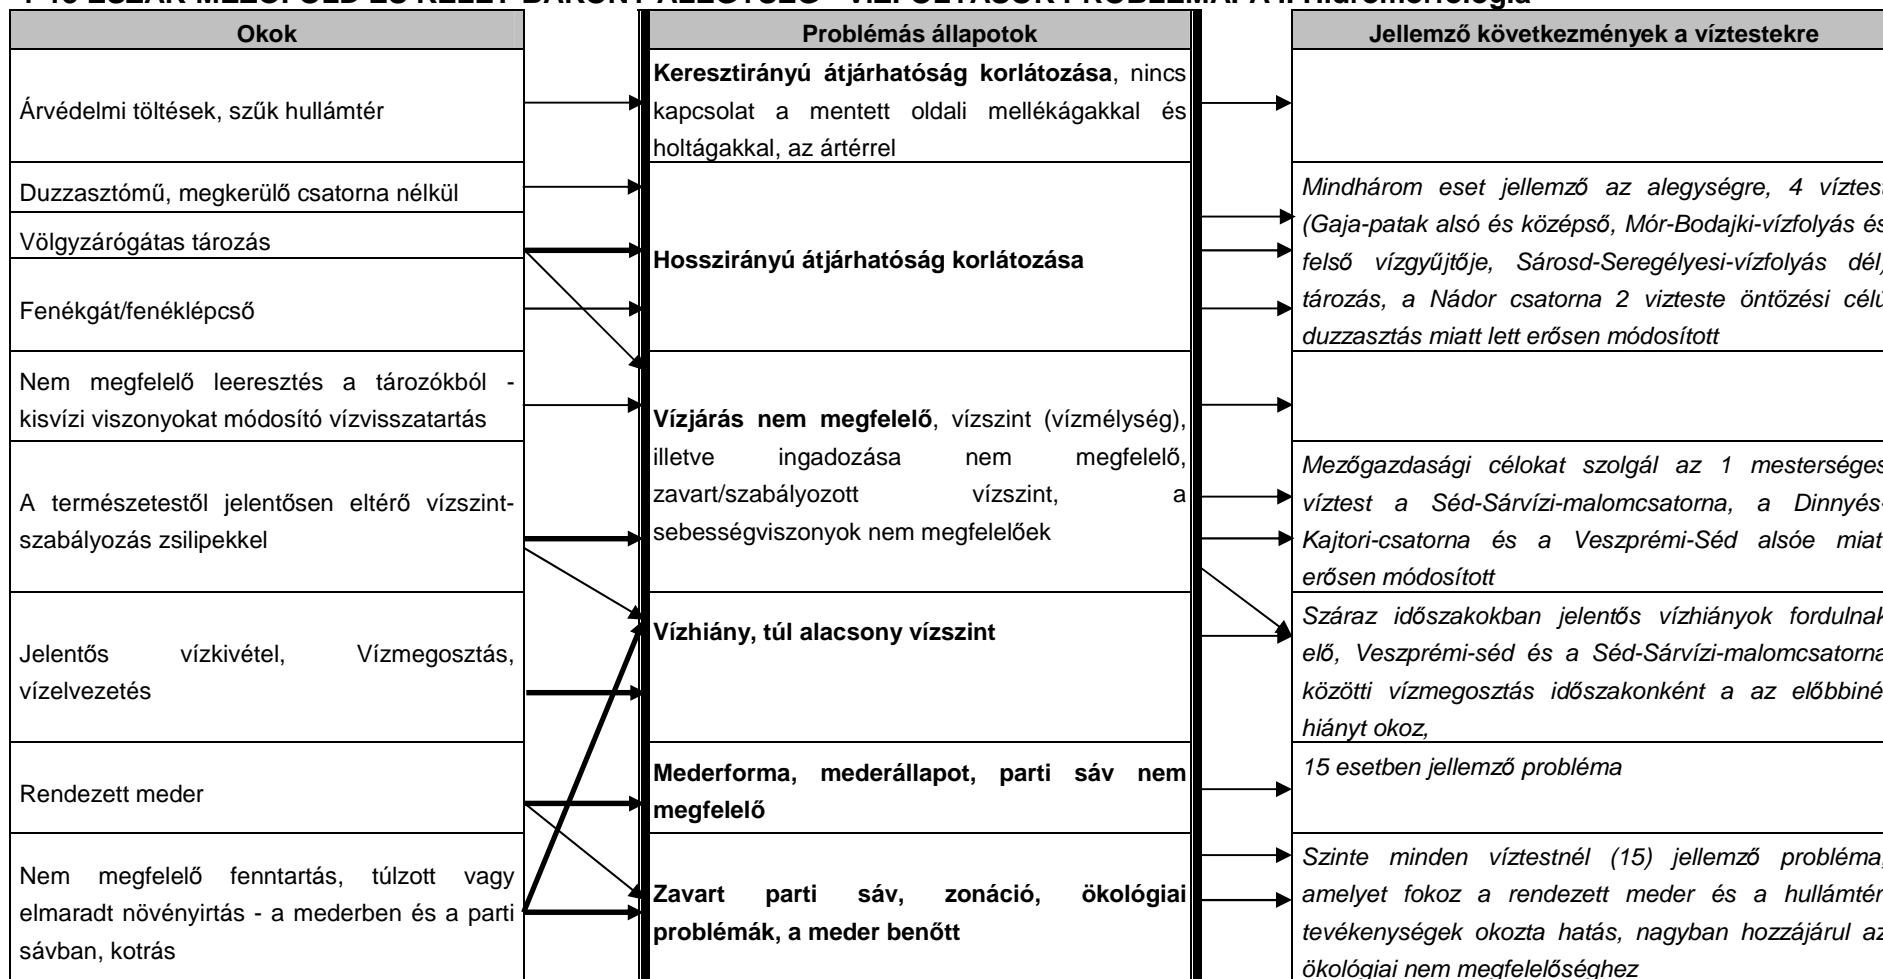 Okok
Problémás állapotok
Jellemző következmények a víztestekre
Árvédelmi töltések, szűk hullámtér
Keresztirányú átjárhatóság korlátozása, nincs
kapcsolat a mentett oldali mellékágakkal és
holtágakkal, az ártérrel
Duzzasztómű, megkerülő csatorna nélkül
Völgyzárógátas tározás
Fenékgát/fenéklépcső
Hosszirányú átjárhatóság korlátozása
Mindhárom eset jellemző az alegységre, 4 víztest
(Gaja-patak alsó és középső, Mór-Bodajki-vízfolyás és
felső vízgyűjtője, Sárosd-Seregélyesi-vízfolyás dél)
tározás, a Nádor csatorna 2 vizteste öntözési célú
duzzasztás miatt lett erősen módosított
Nem megfelelő leeresztés a tározókból -
kisvízi viszonyokat módosító vízvisszatartás
A természetestől jelentősen eltérő vízszint-
szabályozás zsilipekkel
Vízjárás nem megfelelő, vízszint (vízmélység),
illetve ingadozása nem megfelelő,
zavart/szabályozott vízszint, a
sebességviszonyok nem megfelelőek
Mezőgazdasági célokat szolgál az 1 mesterséges
víztest a Séd-Sárvízi-malomcsatorna, a Dinnyés-
Kajtori-csatorna és a Veszprémi-Séd alsóe miatt
erősen módosított
Jelentős vízkivétel, Vízmegosztás,
vízelvezetés
Vízhiány, túl alacsony vízszint
Száraz időszakokban jelentős vízhiányok fordulnak
elő, Veszprémi-séd és a Séd-Sárvízi-malomcsatorna
közötti vízmegosztás időszakonként a az előbbiné
hiányt okoz,
Rendezett meder
Mederforma, mederállapot, parti sáv nem
megfelelő
15 esetben jellemző probléma
Nem megfelelő fenntartás, túlzott vagy
elmaradt növényirtás - a mederben és a parti
sávban, kotrás
Zavart parti sáv, zonáció, ökológiai
problémák, a meder benőtt
Szinte minden víztestnél (15) jellemző probléma,
amelyet fokoz a rendezett meder és a hullámtér
tevékenységek okozta hatás, nagyban hozzájárul az
ökológiai nem megfelelőséghez